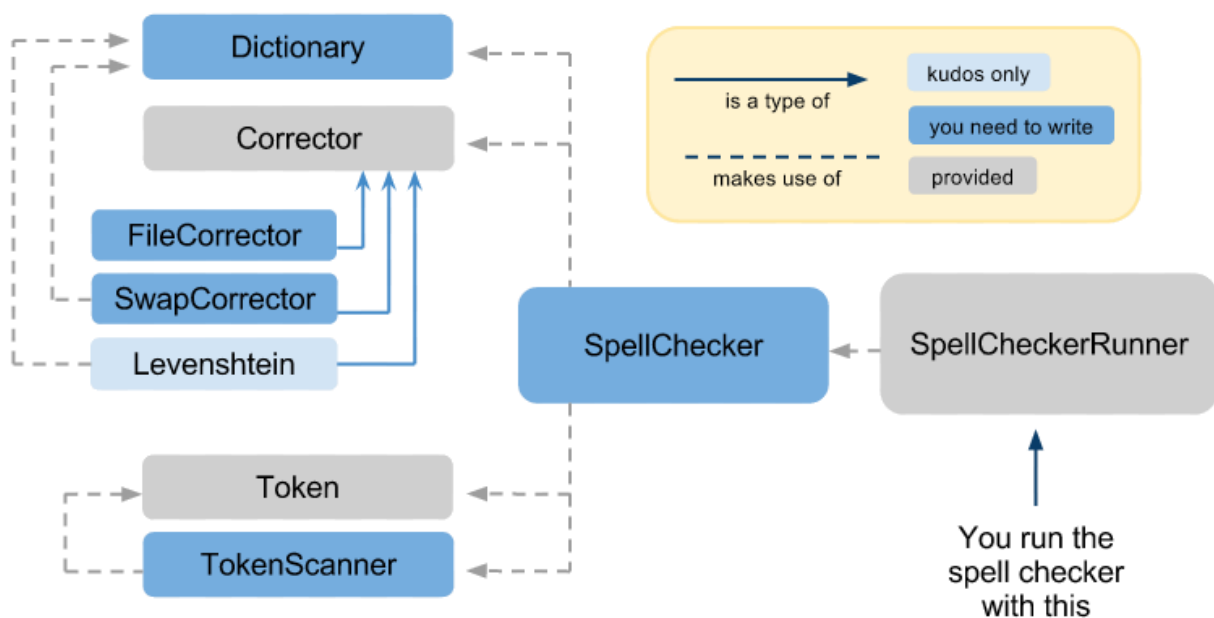 Dictionary
Corrector
FileCorrector
SwapCorrector
Levenshtein
Token
TokenScanner
SpellChecker
SpellCheckerRunner
You run the
spell checker
with this
is a type of
kudos only
you need to write
makes use of
provided